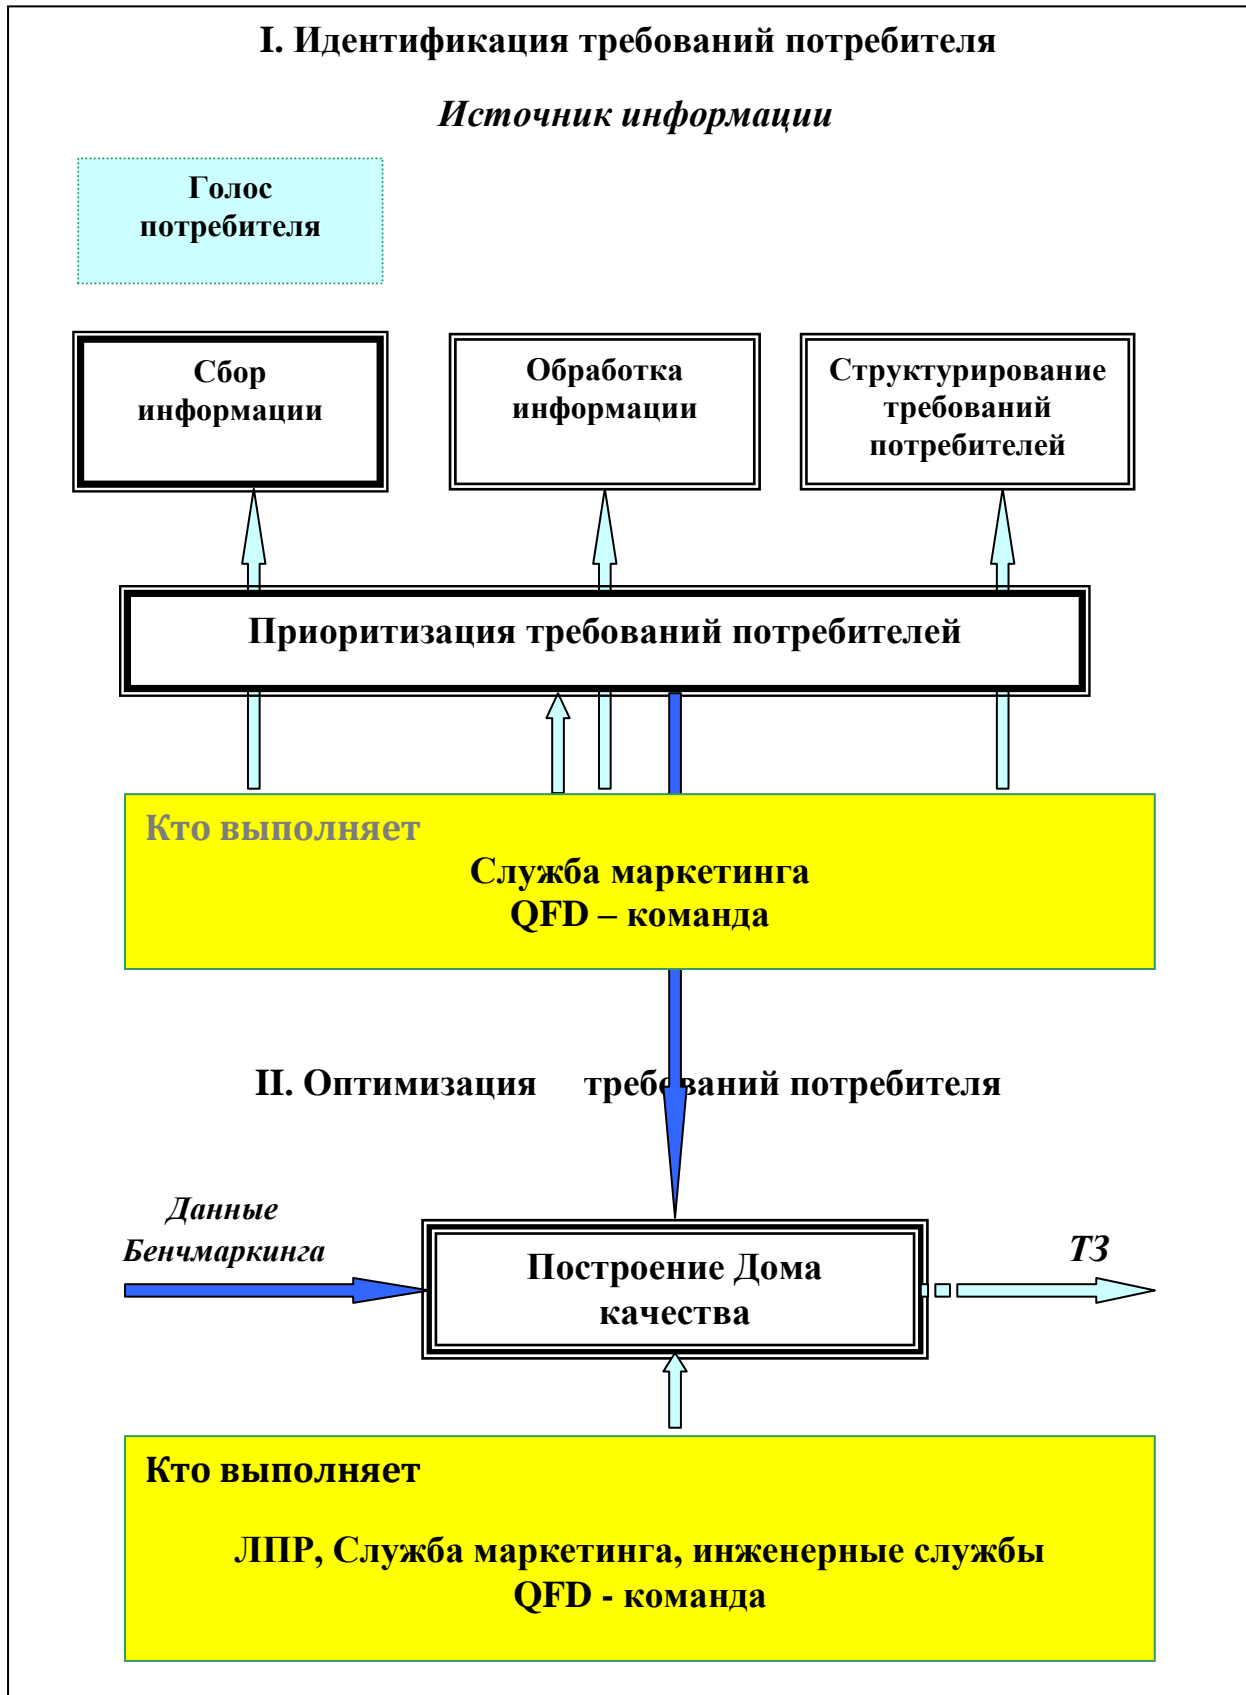 I. Идентификация требований потребителя
Источник информации
Голос
потребителя
Сбор
информации
Обработка
информации
Структурирование
требований
потребителей
Приоритизация требований потребителей
Кто выполняет
Служба маркетинга
QFD – команда
II. Оптимизация требований потребителя
Данные
Бенчмаркинга
Построение Дома
качества
ТЗ
Кто выполняет
ЛПР, Служба маркетинга, инженерные службы
QFD - команда